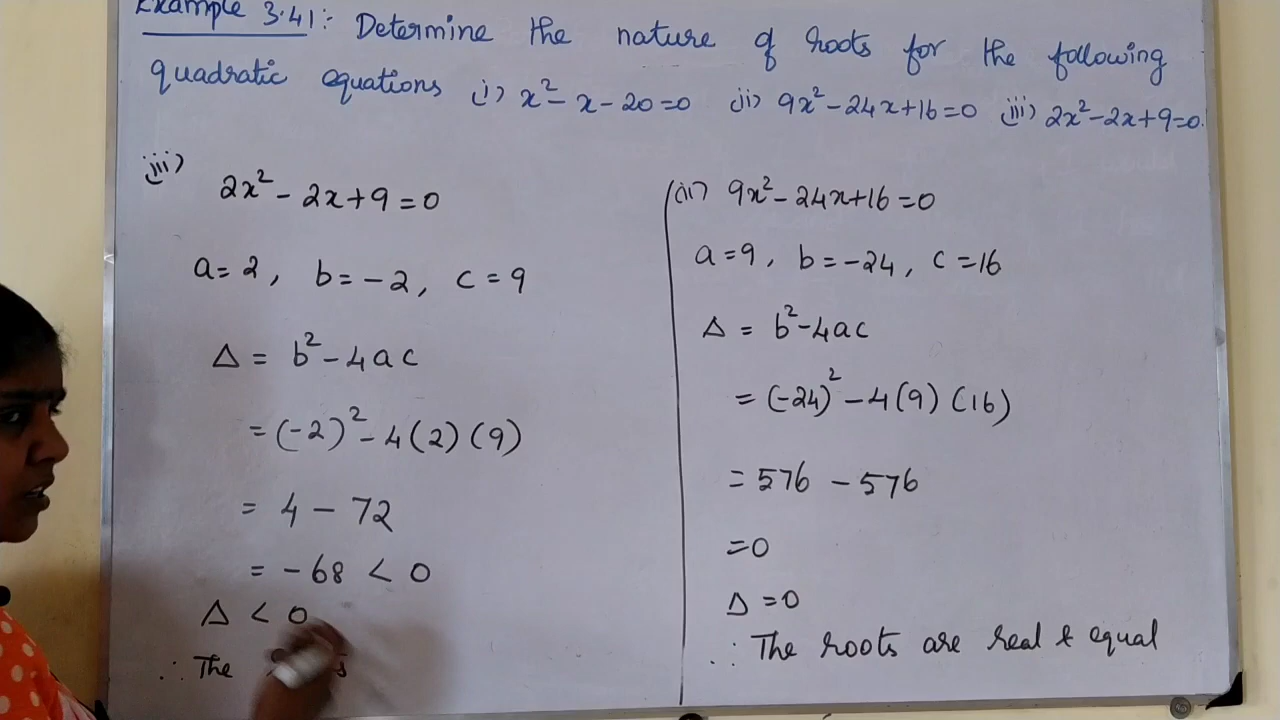 Example 3.41:- Determine the nature of roots for the following
quadratic equations (i) x² - x - 20 = 0 (ii) 9x² - 24x + 16 = 0 (iii) 2x² - 2x + 9 = 0.
(iii)
2x² - 2x + 9 = 0
a = 2, b = -2, c = 9
Δ = b² - 4ac
= (-2)² - 4(2)(9)
= 4 - 72
= -68 < 0
Δ < 0
∴ The
(ii) 9x² - 24x + 16 = 0
a = 9, b = -24, c = 16
Δ = b² - 4ac
= (-24)² - 4(9)(16)
= 576 - 576
= 0
Δ = 0
∴ The roots are real & equal